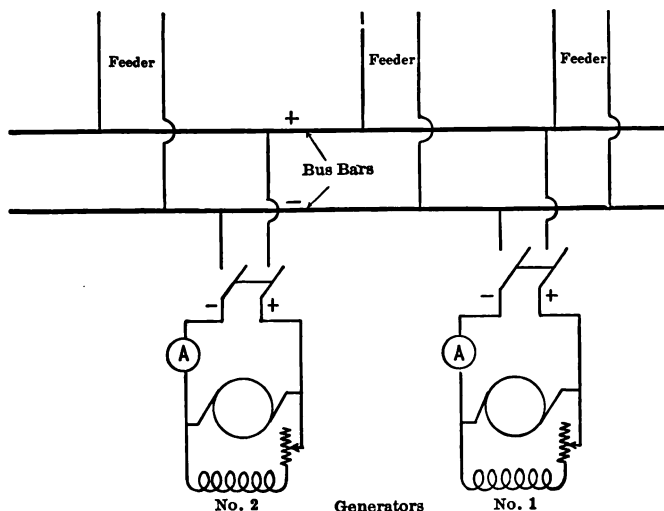 Feeder Feeder Feeder
+
Bus Bars
−
− + − +
A A
No. 2 Generators No. 1